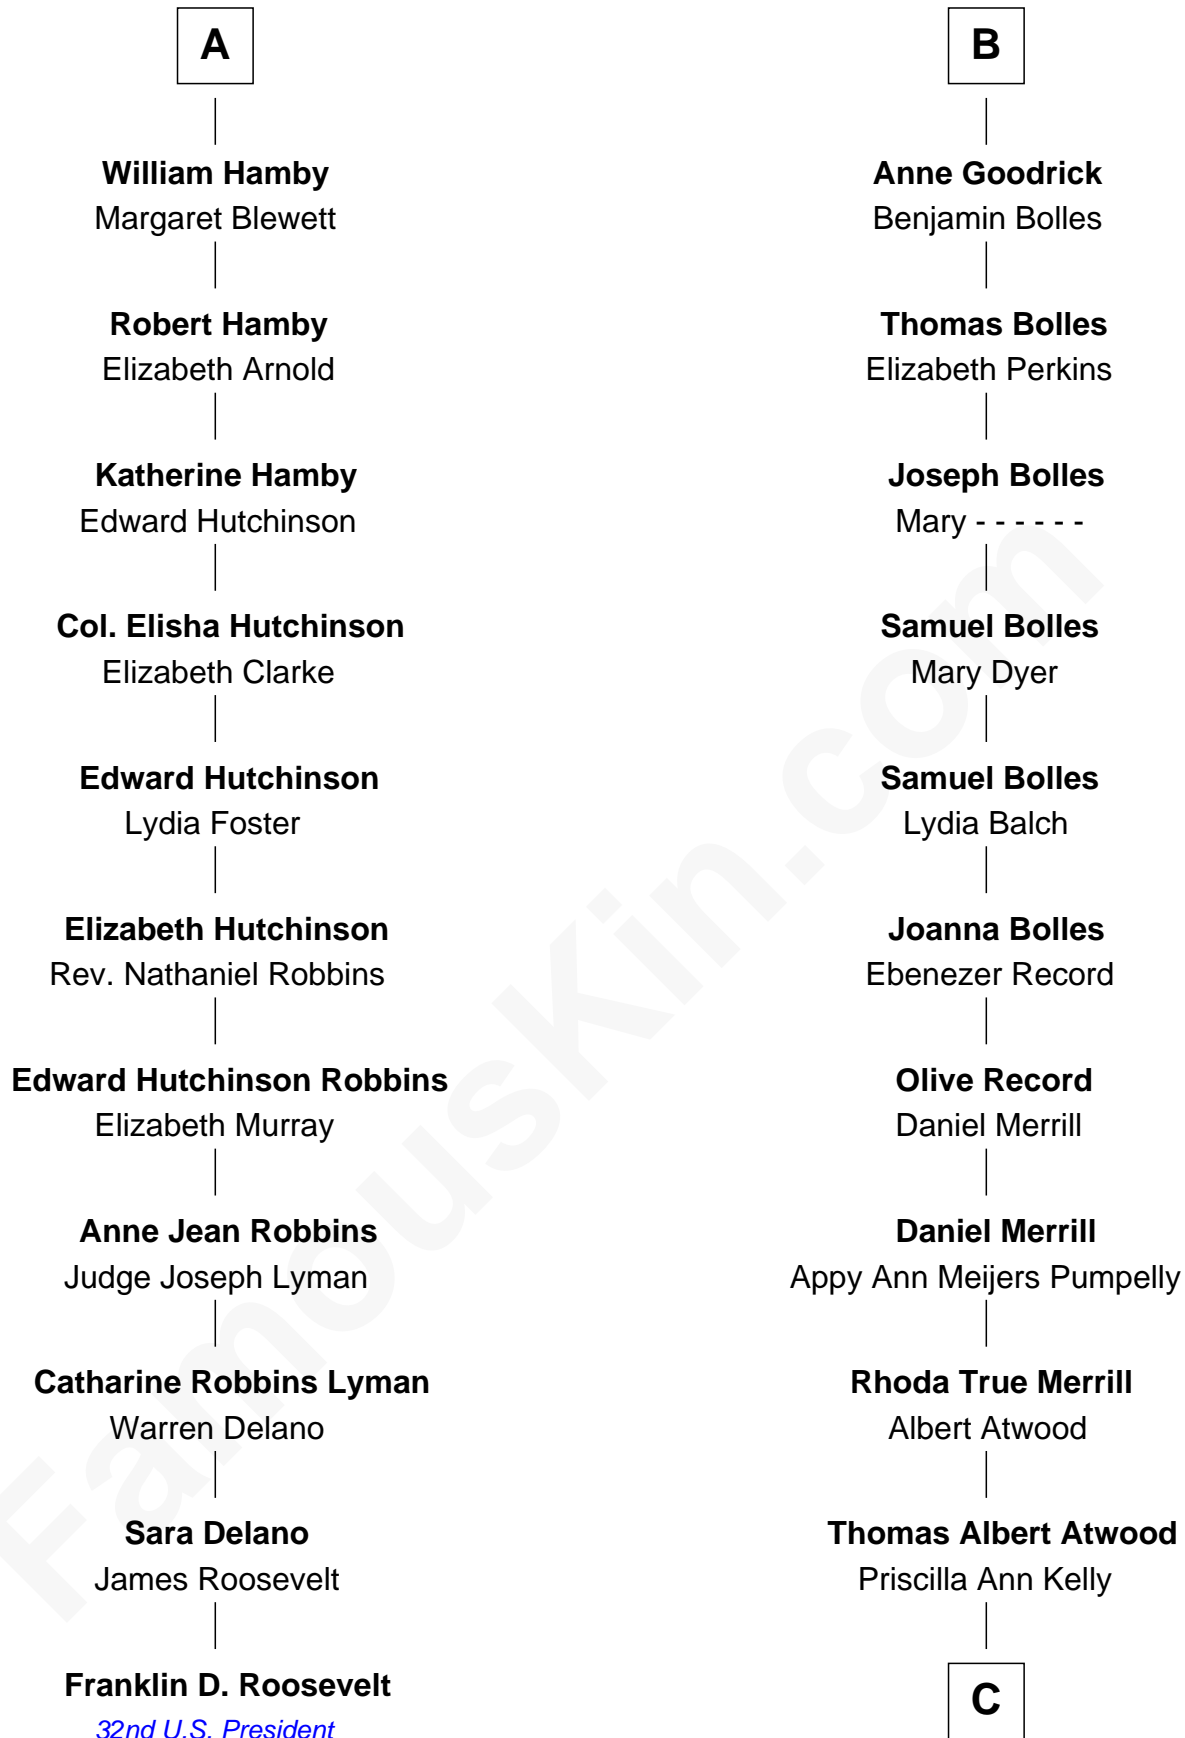 A
William Hamby
Margaret Blewett
Robert Hamby
Elizabeth Arnold
Katherine Hamby
Edward Hutchinson
Col. Elisha Hutchinson
Elizabeth Clarke
Edward Hutchinson
Lydia Foster
Elizabeth Hutchinson
Rev. Nathaniel Robbins
Edward Hutchinson Robbins
Elizabeth Murray
Anne Jean Robbins
Judge Joseph Lyman
Catharine Robbins Lyman
Warren Delano
Sara Delano
James Roosevelt
Franklin D. Roosevelt
32nd U.S. President
B
Anne Goodrick
Benjamin Bolles
Thomas Bolles
Elizabeth Perkins
Joseph Bolles
Mary - - - - - -
Samuel Bolles
Mary Dyer
Samuel Bolles
Lydia Balch
Joanna Bolles
Ebenezer Record
Olive Record
Daniel Merrill
Daniel Merrill
Appy Ann Meijers Pumpelly
Rhoda True Merrill
Albert Atwood
Thomas Albert Atwood
Priscilla Ann Kelly
C
FamousKin.com